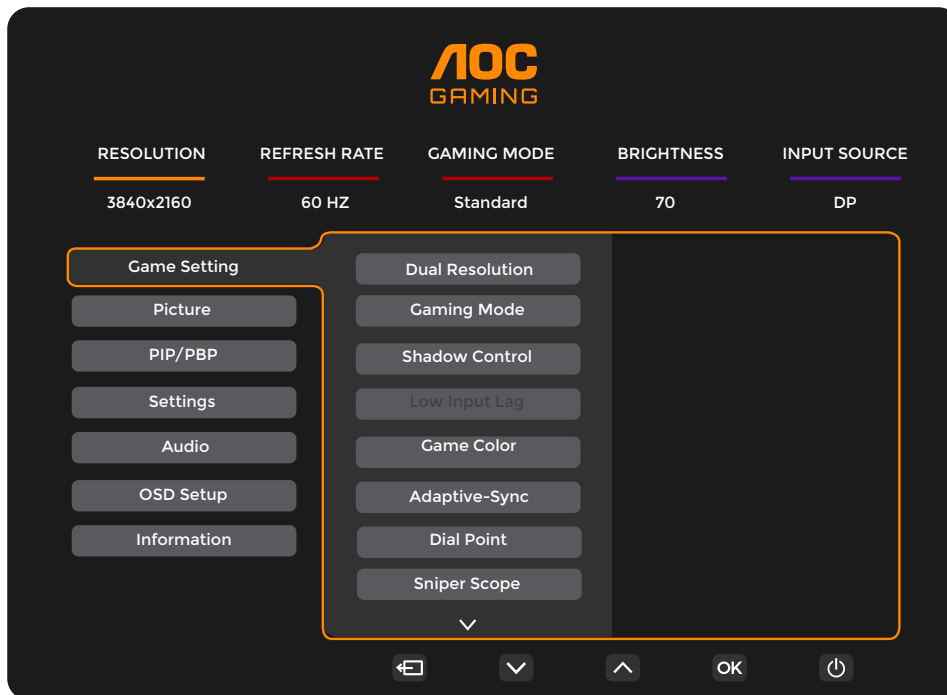 AOC
GAMING
RESOLUTION REFRESH RATE GAMING MODE BRIGHTNESS INPUT SOURCE
3840x2160 60 HZ Standard 70 DP
Game Setting
Picture
PIP/PBP
Settings
Audio
OSD Setup
Information
Dual Resolution
Gaming Mode
Shadow Control
Low Input Lag
Game Color
Adaptive-Sync
Dial Point
Sniper Scope
OK